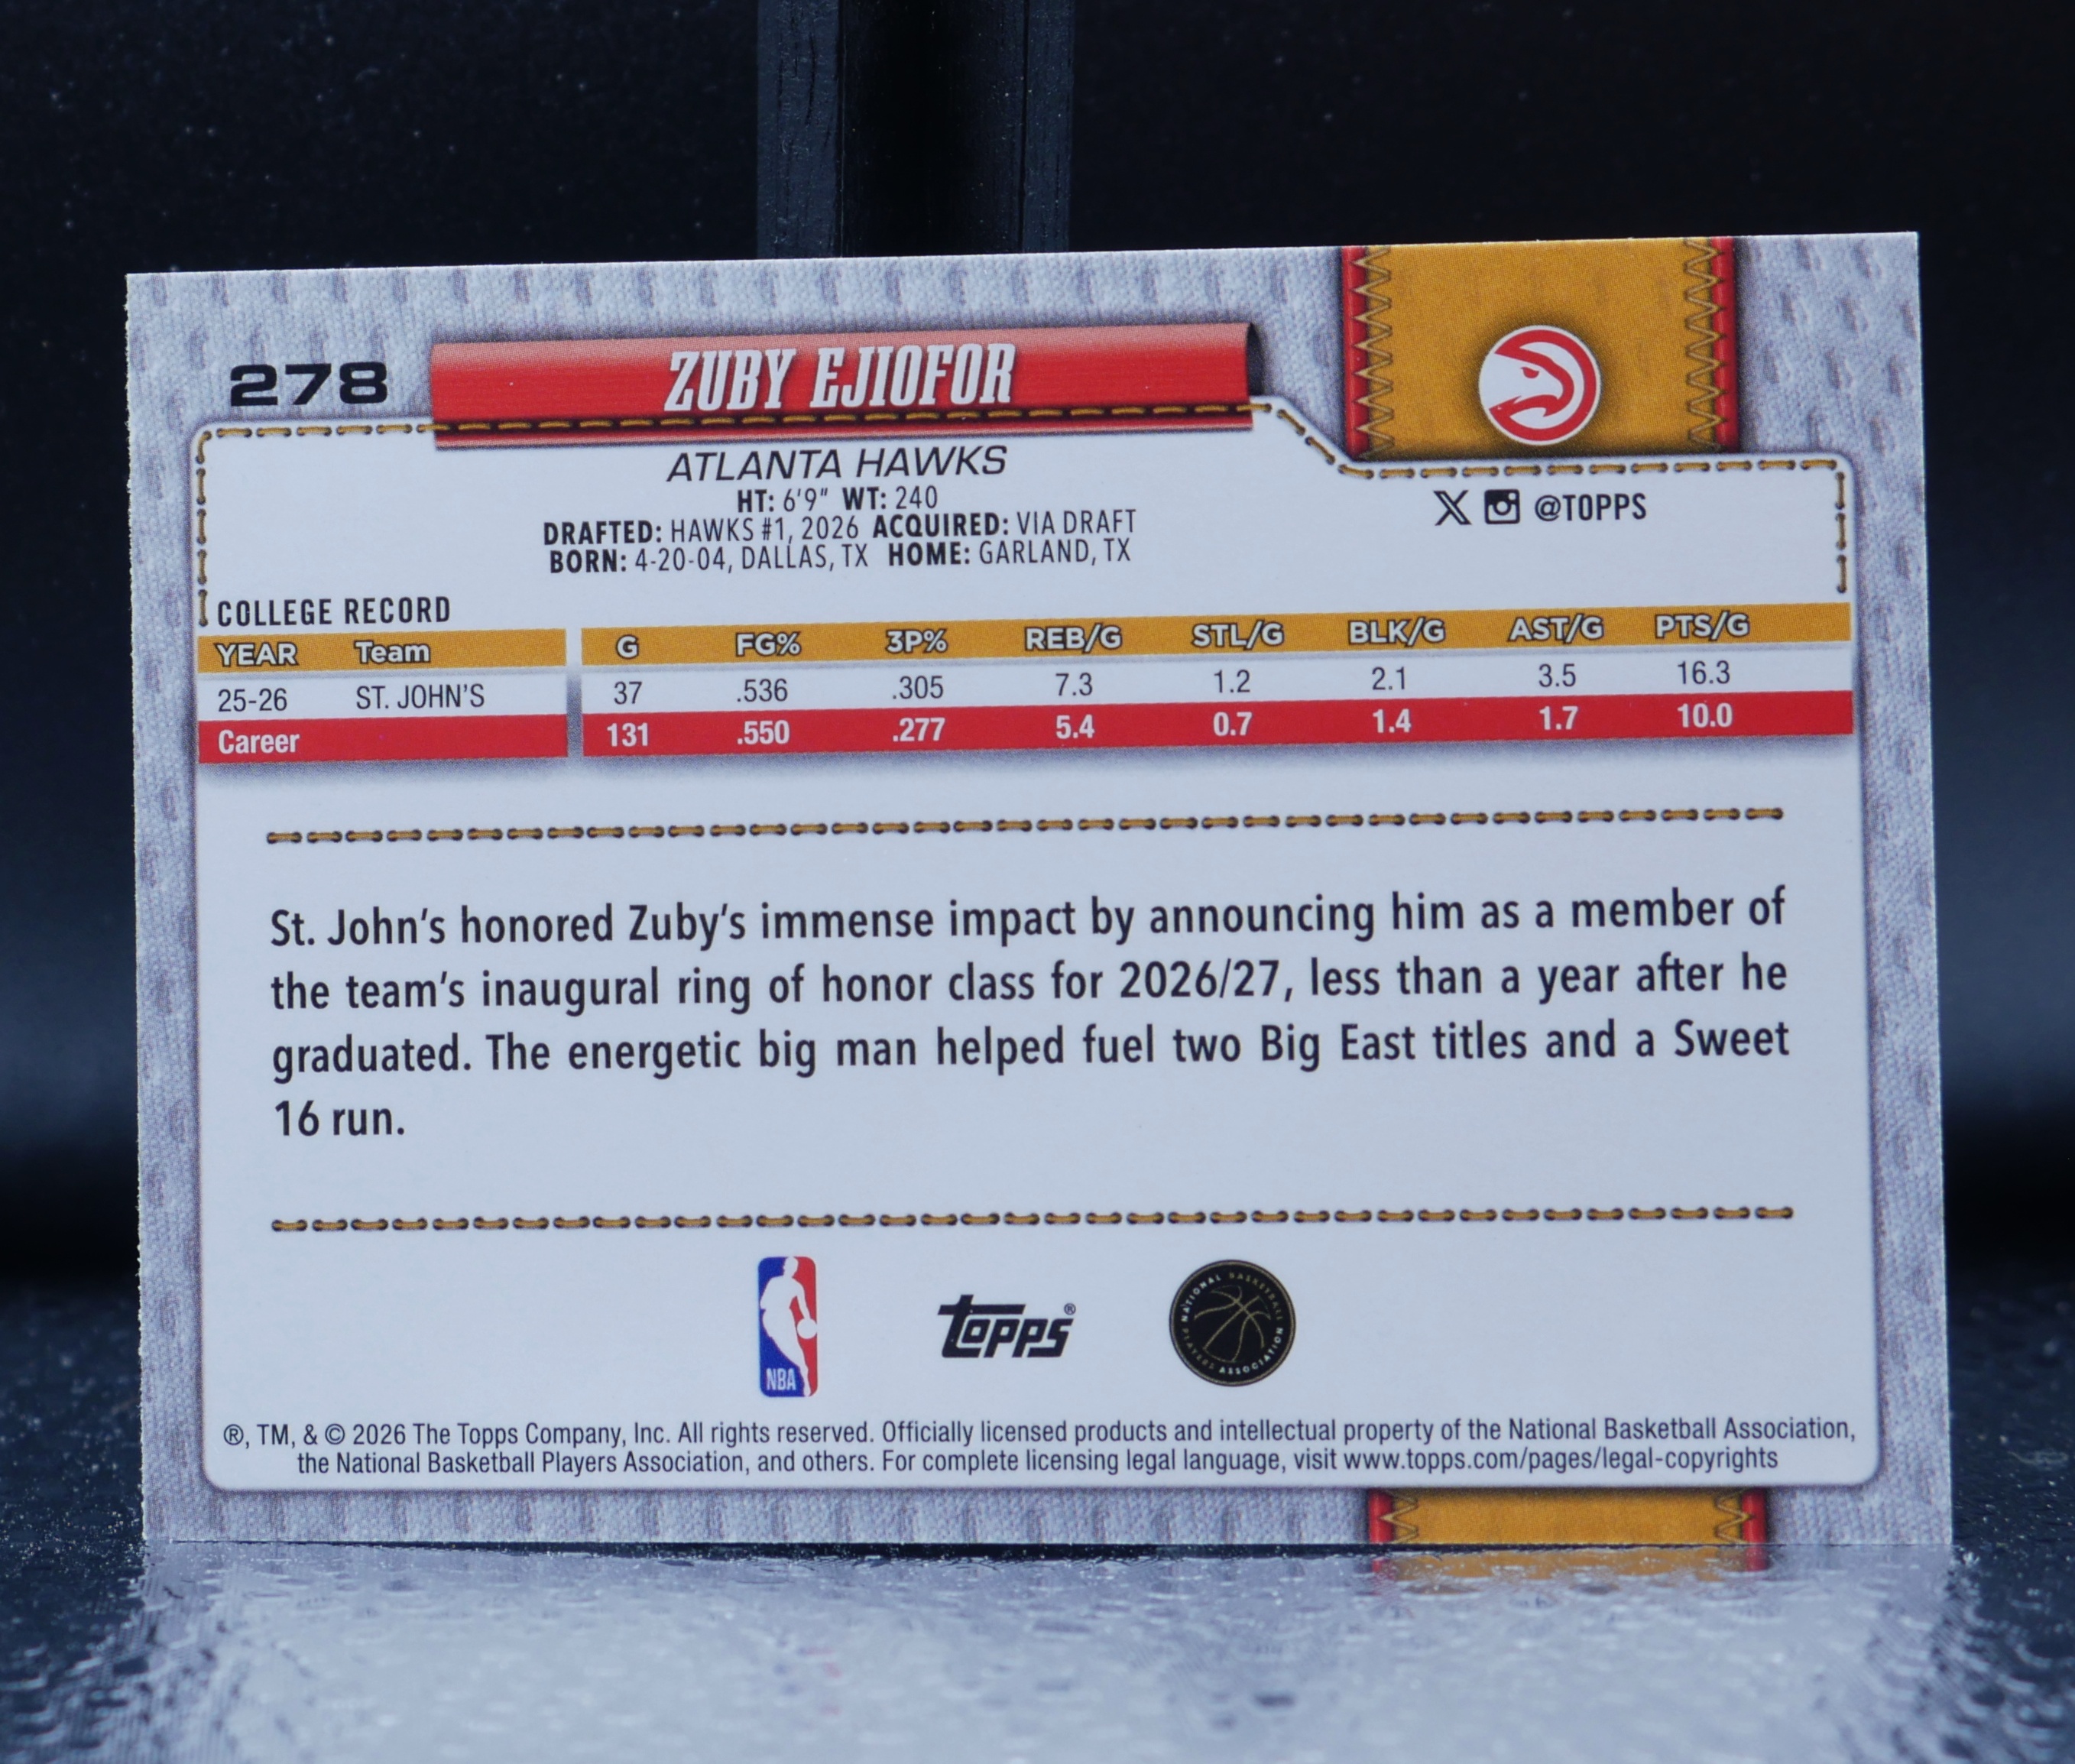 278
ZUBY EJIOFOR
ATLANTA HAWKS
HT: 6'9" WT: 240
DRAFTED: HAWKS #1, 2026 ACQUIRED: VIA DRAFT
BORN: 4-20-04, DALLAS, TX HOME: GARLAND, TX
X @TOPPS
COLLEGE RECORD
YEAR Team G FG% 3P% REB/G STL/G BLK/G AST/G PTS/G
25-26 ST. JOHN'S 37 .536 .305 7.3 1.2 2.1 3.5 16.3
Career 131 .550 .277 5.4 0.7 1.4 1.7 10.0
St. John's honored Zuby's immense impact by announcing him as a member of
the team's inaugural ring of honor class for 2026/27, less than a year after he
graduated. The energetic big man helped fuel two Big East titles and a Sweet
16 run.
NBA
Topps®
NATIONAL BASKETBALL PLAYERS ASSOCIATION
®, TM, & © 2026 The Topps Company, Inc. All rights reserved. Officially licensed products and intellectual property of the National Basketball Association,
the National Basketball Players Association, and others. For complete licensing legal language, visit www.topps.com/pages/legal-copyrights